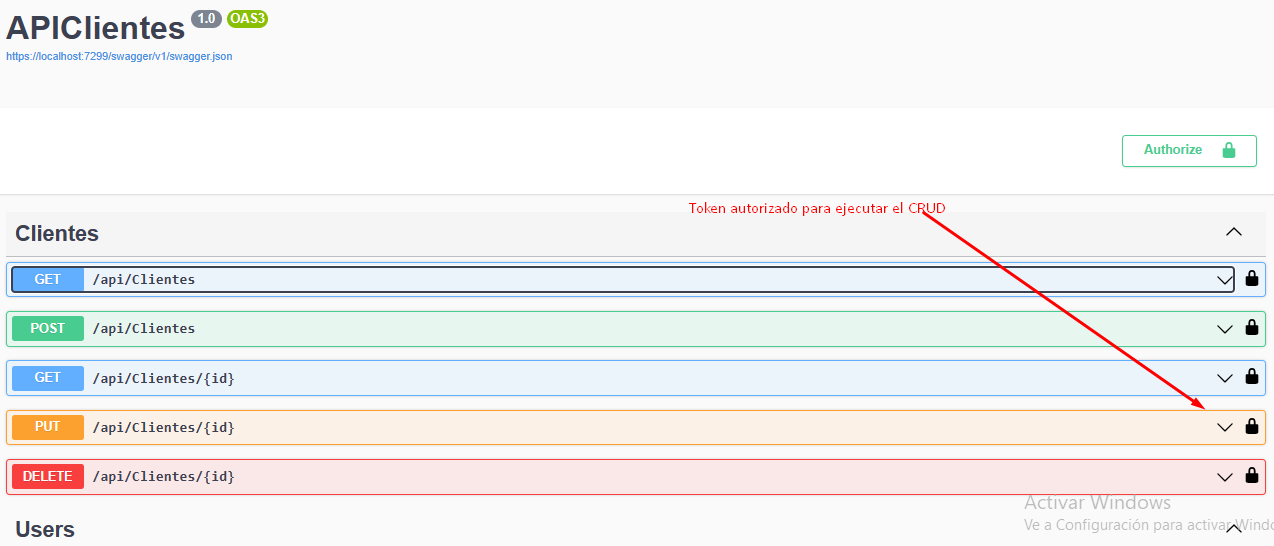 APIClientes 1.0 OAS3
https://localhost:7299/swagger/v1/swagger.json
Authorize
Token autorizado para ejecutar el CRUD
Clientes
GET /api/Clientes
POST /api/Clientes
GET /api/Clientes/{id}
PUT /api/Clientes/{id}
DELETE /api/Clientes/{id}
Activar Windows
Ve a Configuración para activar Windo
Users